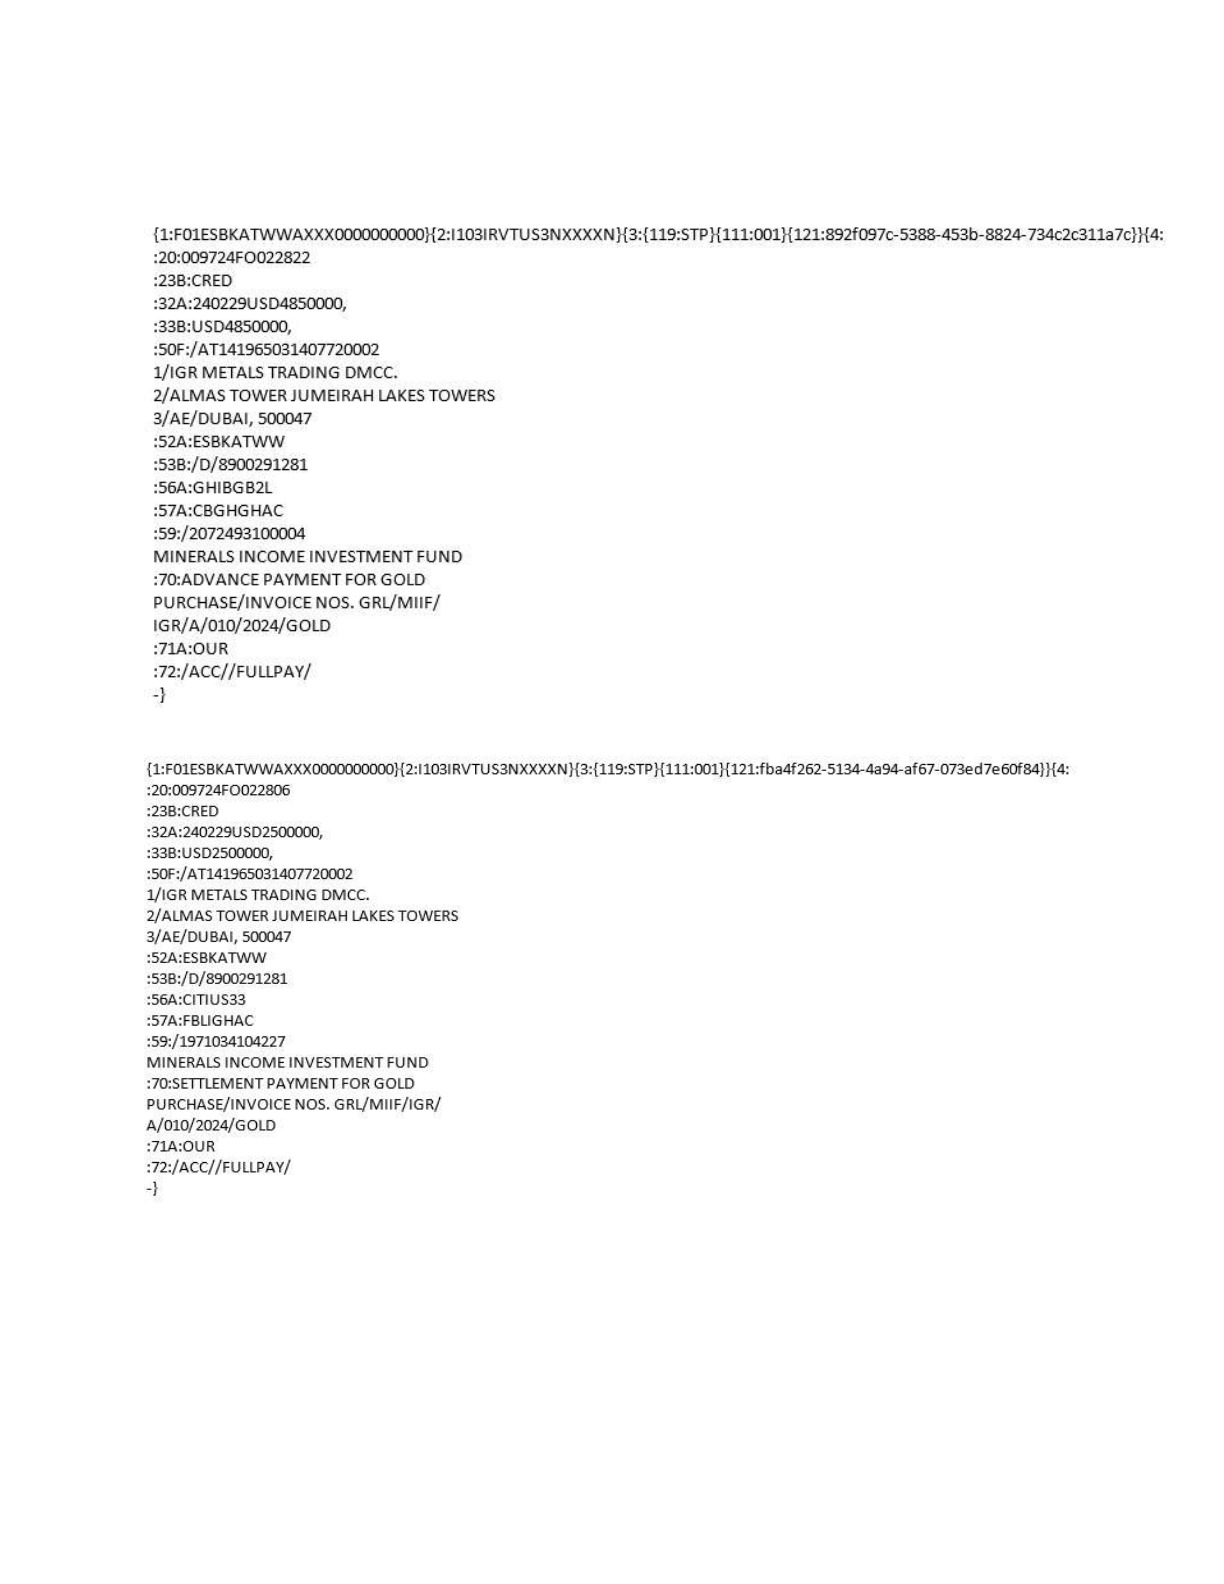 {1:F01ESBKATWWAXXX0000000000}{2:I103IRVTUS3NXXXXN}{3:{119:STP}{111:001}{121:892f097c-5388-453b-8824-734c2c311a7c}}{4:
:20:009724FO022822
:23B:CRED
:32A:240229USD4850000,
:33B:USD4850000,
:50F:/AT141965031407720002
1/IGR METALS TRADING DMCC.
2/ALMAS TOWER JUMEIRAH LAKES TOWERS
3/AE/DUBAI, 500047
:52A:ESBKATWW
:53B:/D/8900291281
:56A:GHIBGB2L
:57A:CBGHGHAC
:59:/2072493100004
MINERALS INCOME INVESTMENT FUND
:70:ADVANCE PAYMENT FOR GOLD
PURCHASE/INVOICE NOS. GRL/MIIF/
IGR/A/010/2024/GOLD
:71A:OUR
:72:/ACC//FULLPAY/
-}
{1:F01ESBKATWWAXXX0000000000}{2:I103IRVTUS3NXXXXN}{3:{119:STP}{111:001}{121:fba4f262-5134-4a94-af67-073ed7e60f84}}{4:
:20:009724FO022806
:23B:CRED
:32A:240229USD2500000,
:33B:USD2500000,
:50F:/AT141965031407720002
1/IGR METALS TRADING DMCC.
2/ALMAS TOWER JUMEIRAH LAKES TOWERS
3/AE/DUBAI, 500047
:52A:ESBKATWW
:53B:/D/8900291281
:56A:CITIUS33
:57A:FBLIGHAC
:59:/1971034104227
MINERALS INCOME INVESTMENT FUND
:70:SETTLEMENT PAYMENT FOR GOLD
PURCHASE/INVOICE NOS. GRL/MIIF/IGR/
A/010/2024/GOLD
:71A:OUR
:72:/ACC//FULLPAY/
-}